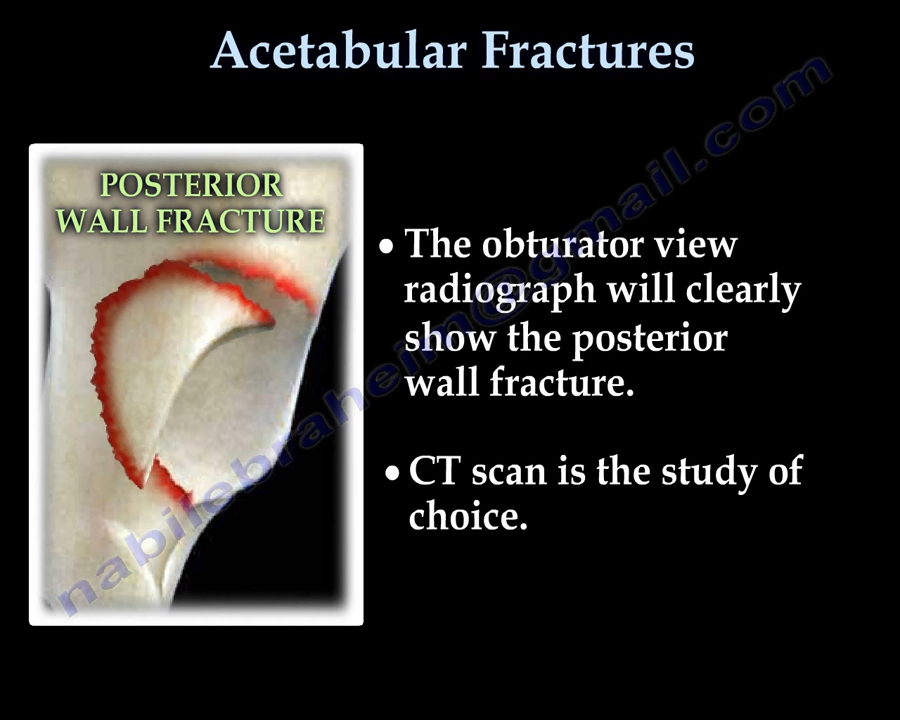 Acetabular Fractures
POSTERIOR
WALL FRACTURE
• The obturator view
radiograph will clearly
show the posterior
wall fracture.
• CT scan is the study of
choice.
nabilebraheim@gmail.com